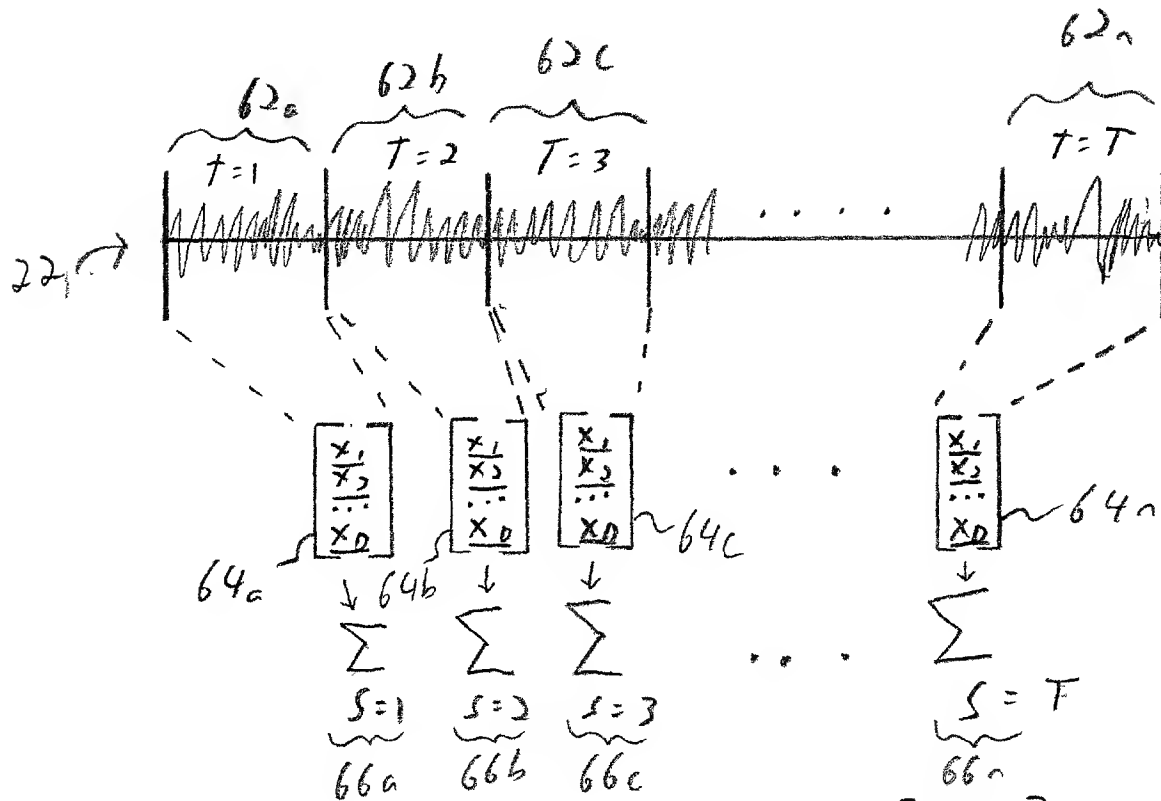 62a 62b 62c 62n
t=1 T=2 T=3 t=T
. . . .
22
x1 x1 x1 x1
x2 x2 x2 x2
... ... ... ...
xD xD xD xD
. . .
64a 64b 64c 64n
Σ Σ Σ . . . Σ
S=1 S=2 S=3 S=T
66a 66b 66c 66n